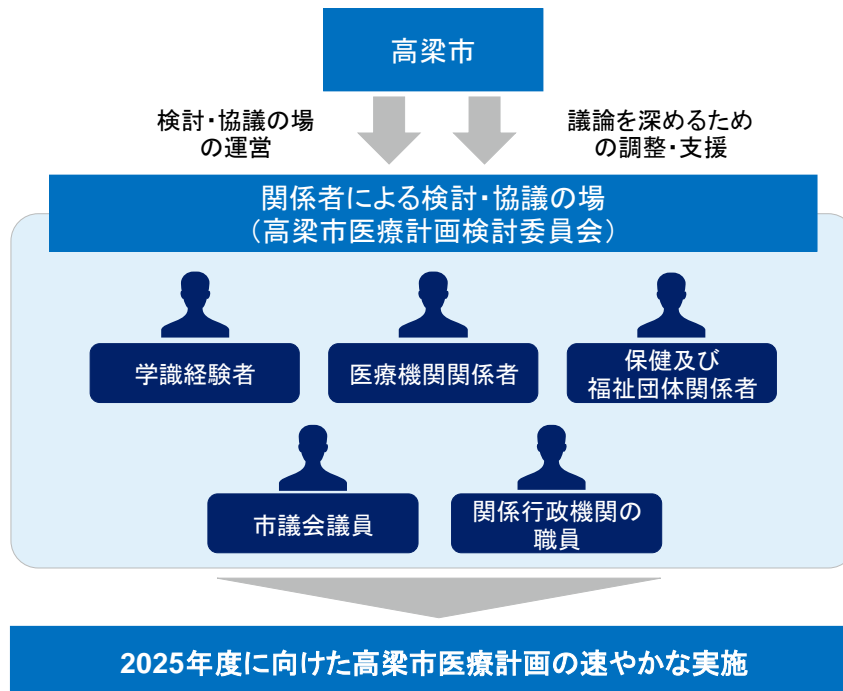 高梁市
検討・協議の場
の運営
議論を深めるため
の調整・支援
関係者による検討・協議の場
（高梁市医療計画検討委員会）
学識経験者
医療機関関係者
保健及び
福祉団体関係者
市議会議員
関係行政機関の
職員
2025年度に向けた高梁市医療計画の速やかな実施